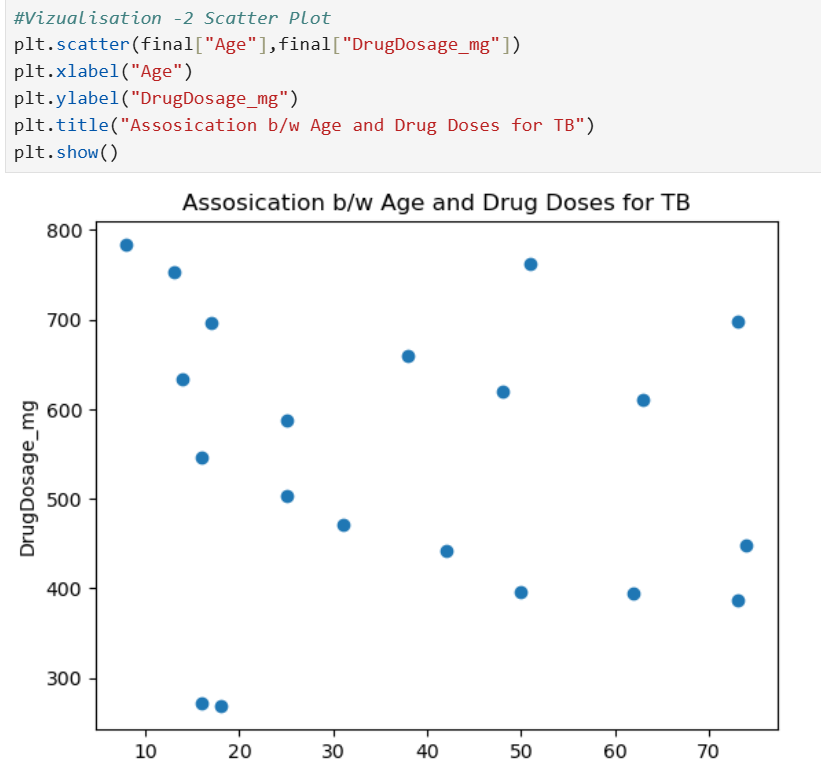 #Vizualisation -2 Scatter Plot
plt.scatter(final["Age"],final["DrugDosage_mg"])
plt.xlabel("Age")
plt.ylabel("DrugDosage_mg")
plt.title("Assosication b/w Age and Drug Doses for TB")
plt.show()
Assosication b/w Age and Drug Doses for TB
800
700
600
500
400
300
DrugDosage_mg
10 20 30 40 50 60 70